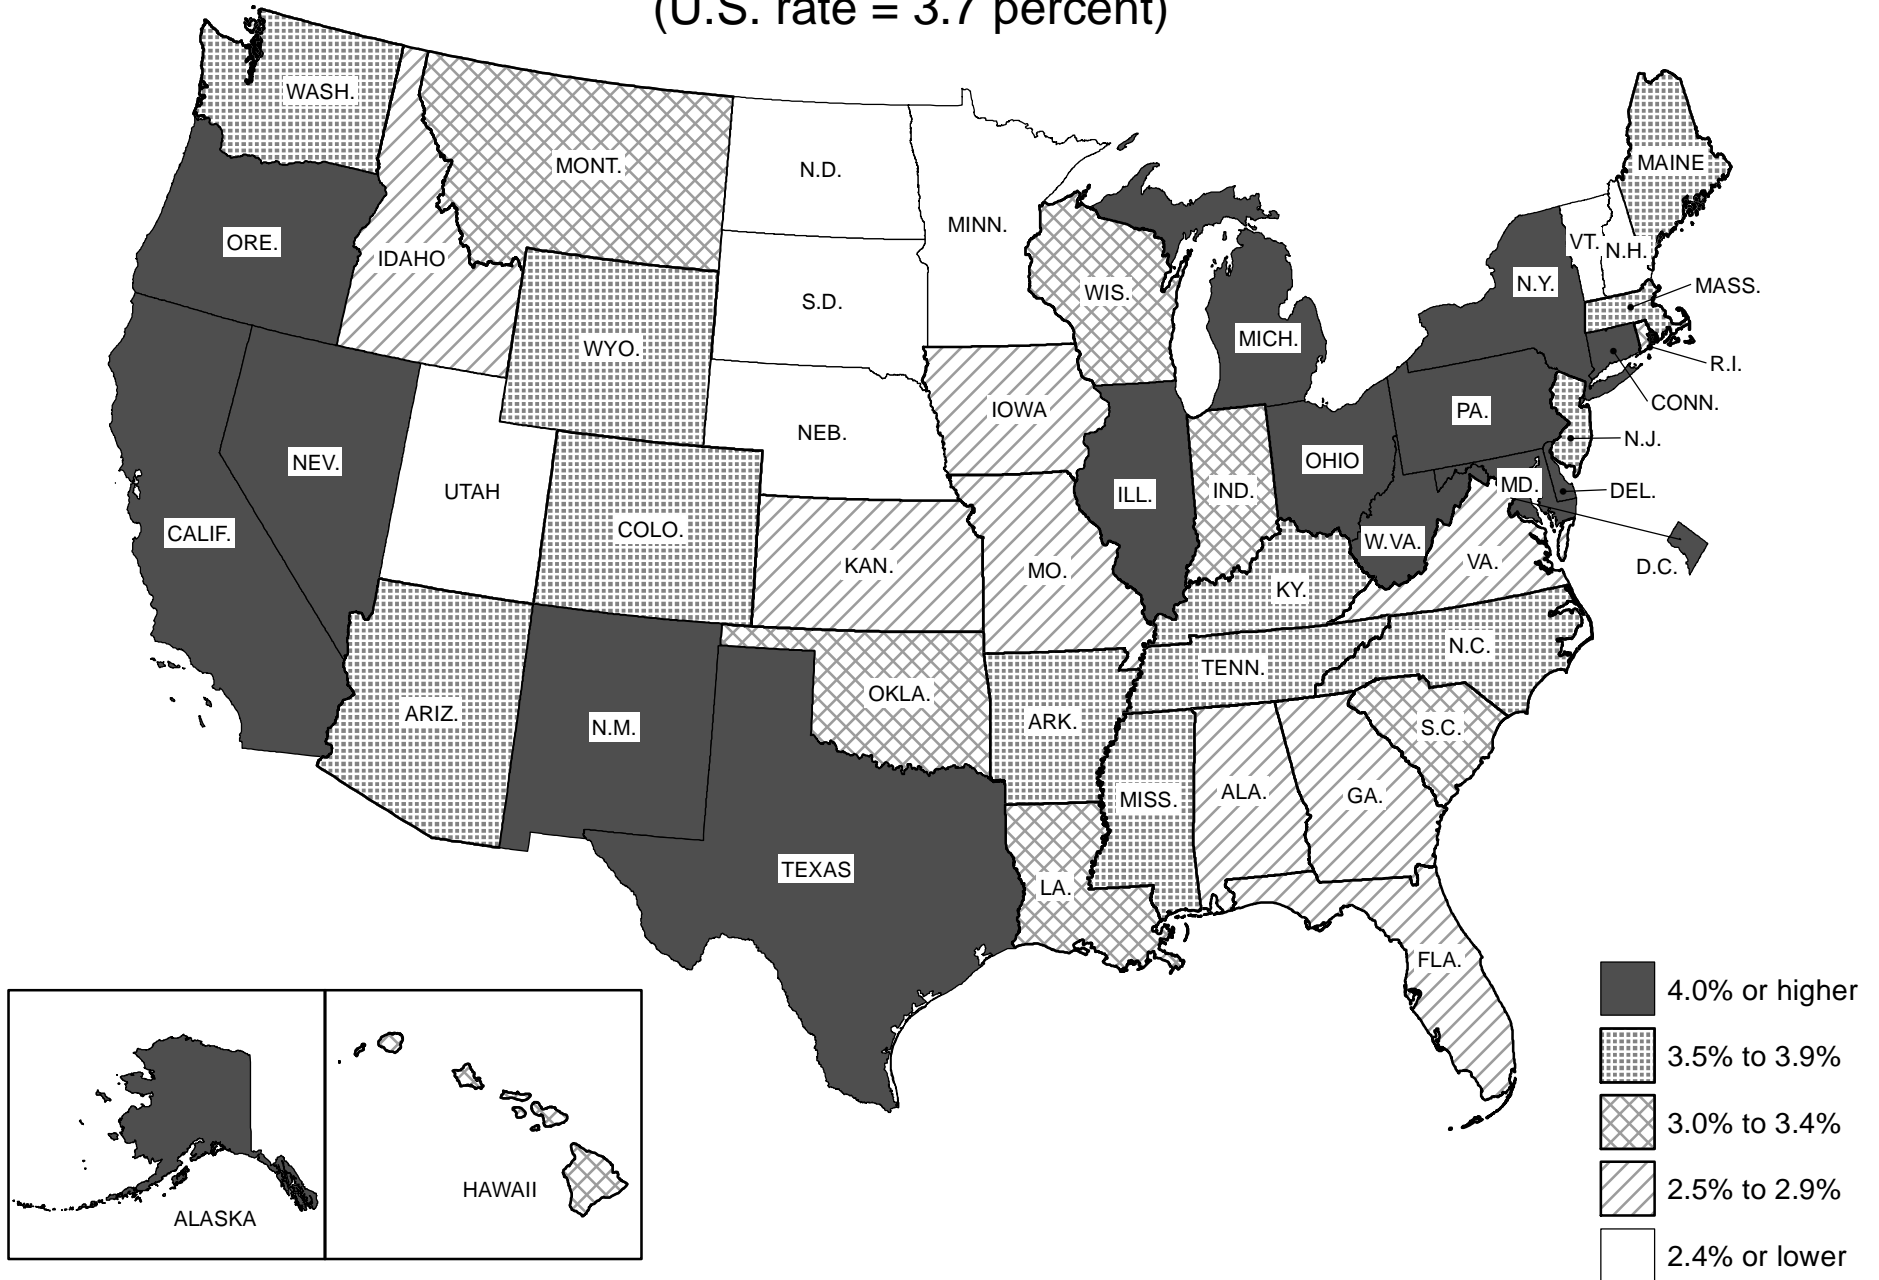 (U.S. rate = 3.7 percent)
WASH.
MONT.
N.D.
MINN.
MAINE
ORE.
IDAHO
VT.
N.H.
N.Y.
MASS.
S.D.
WIS.
MICH.
WYO.
R.I.
CONN.
IOWA
PA.
NEB.
N.J.
NEV.
OHIO
UTAH
ILL.
IND.
MD.
DEL.
CALIF.
COLO.
W.VA.
KAN.
MO.
VA.
D.C.
KY.
N.C.
TENN.
OKLA.
ARIZ.
ARK.
N.M.
S.C.
MISS.
ALA.
GA.
TEXAS
LA.
FLA.
HAWAII
ALASKA
4.0% or higher
3.5% to 3.9%
3.0% to 3.4%
2.5% to 2.9%
2.4% or lower